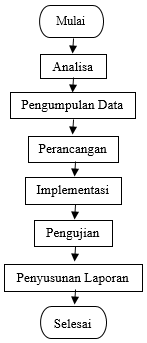 Mulai
Analisa
Pengumpulan Data
Perancangan
Implementasi
Pengujian
Penyusunan Laporan
Selesai